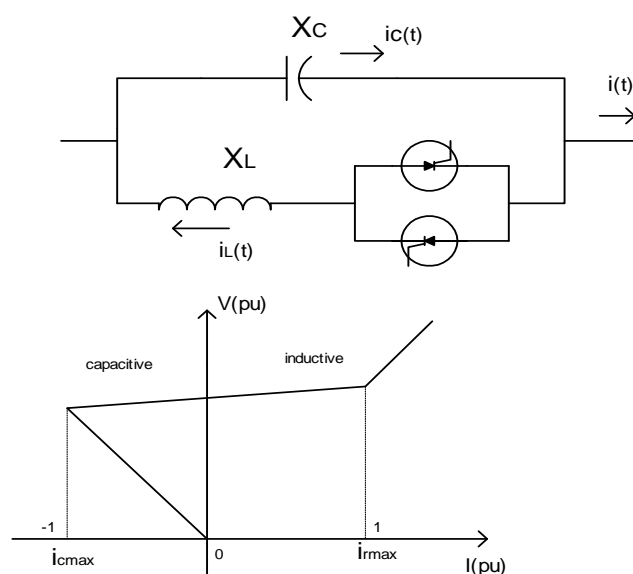 XC
ic(t)
i(t)
XL
iL(t)
V(pu)
capacitive
inductive
-1
1
icmax
0
irmax
I(pu)